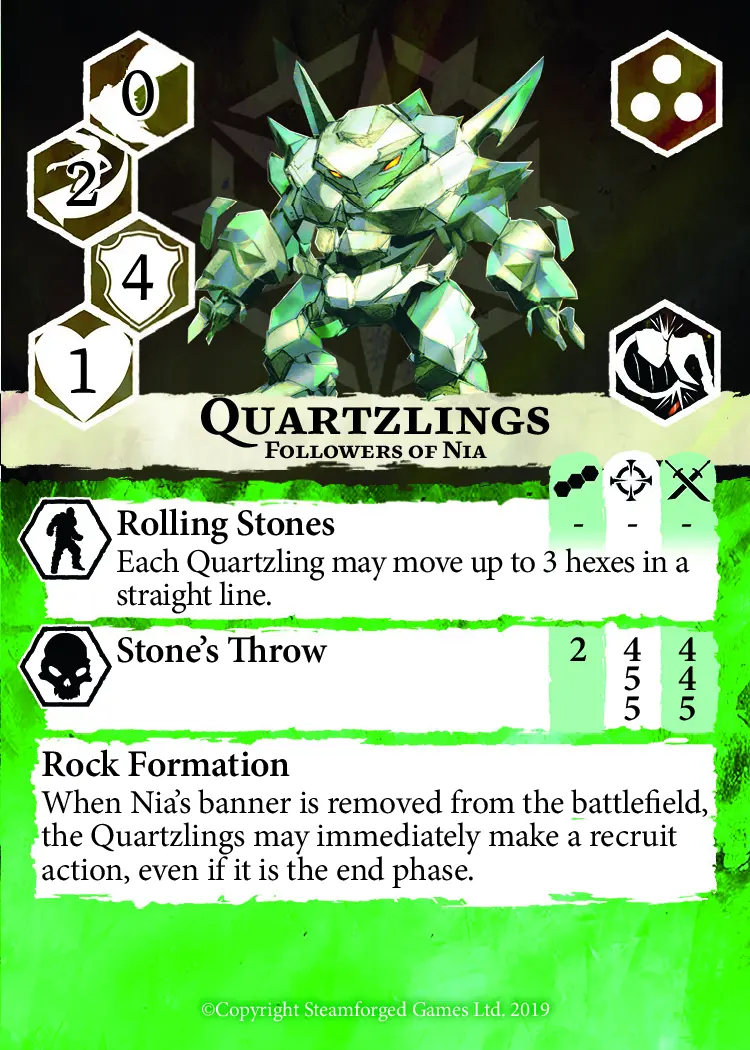 0
2
4
1
QUARTZLINGS
FOLLOWERS OF NIA
Rolling Stones - - -
Each Quartzling may move up to 3 hexes in a
straight line.
Stone's Throw 2 4 4
5 4
5 5
Rock Formation
When Nia's banner is removed from the battlefield,
the Quartzlings may immediately make a recruit
action, even if it is the end phase.
©Copyright Steamforged Games Ltd. 2019